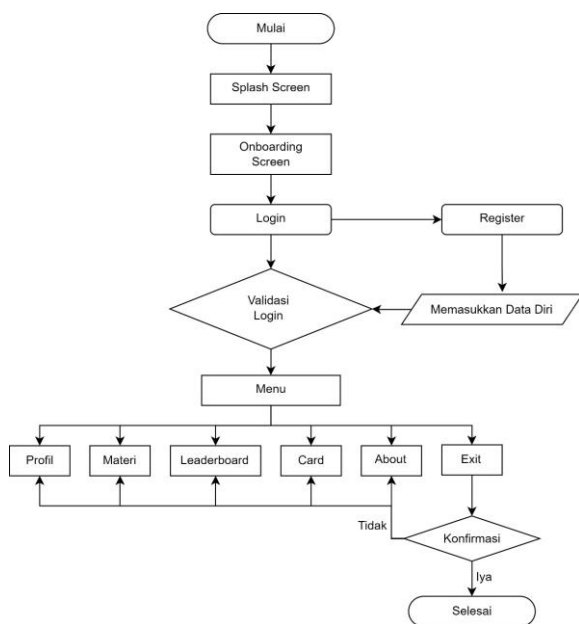 Mulai
Splash Screen
Onboarding
Screen
Login
Register
Validasi
Login
Memasukkan Data Diri
Menu
Profil
Materi
Leaderboard
Card
About
Exit
Tidak
Konfirmasi
Iya
Selesai